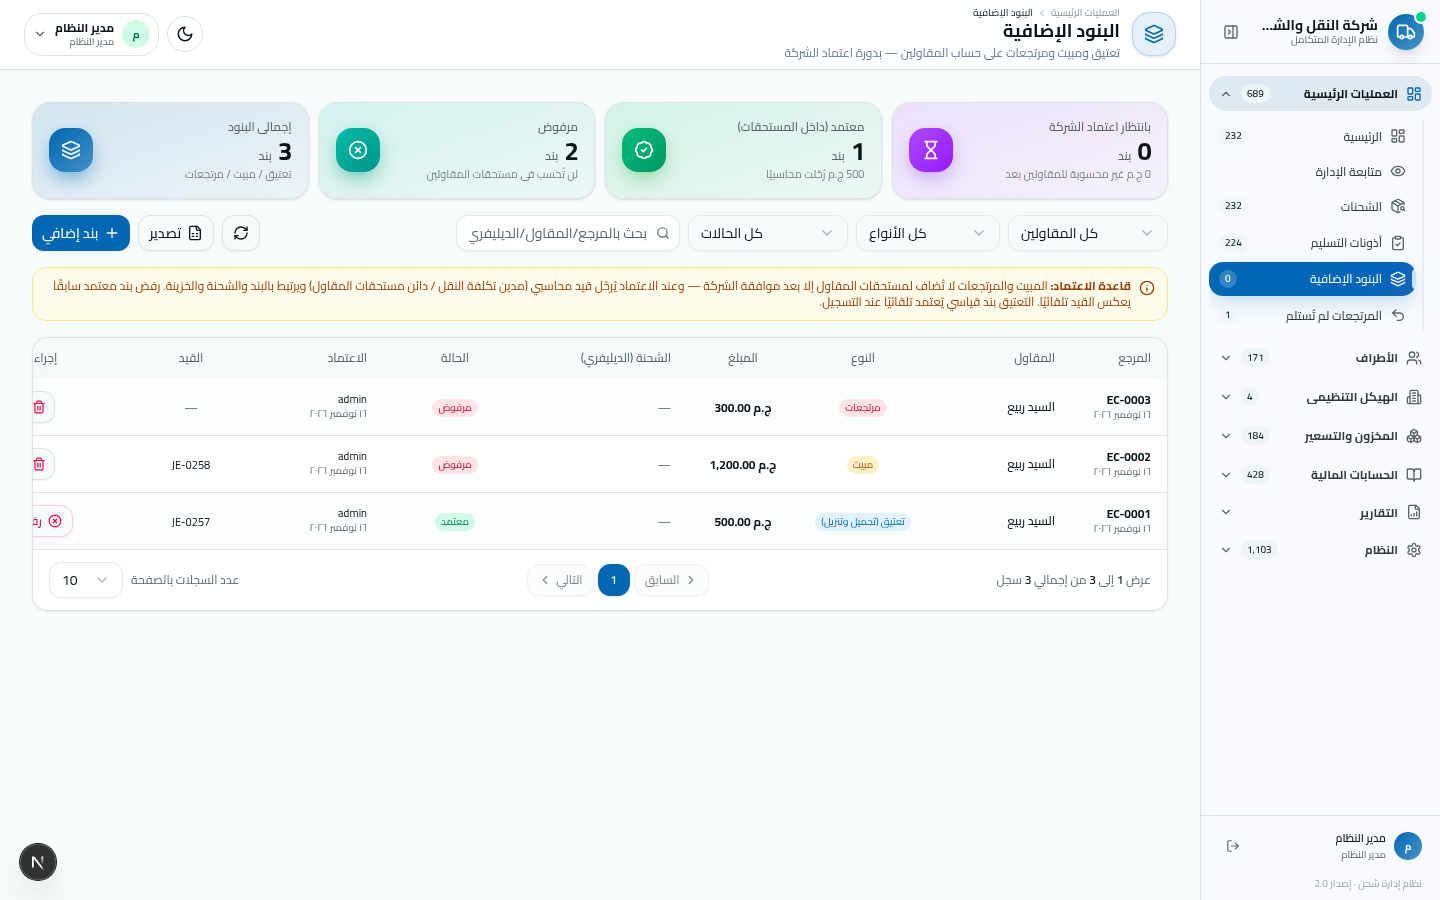 شركة النقل والشـ...
نظام الإدارة المتكامل
العمليات الرئيسية 689
الرئيسية 232
متابعة الإدارة
الشحنات 232
أذونات التسليم 224
البنود الإضافية 0
المرتجعات لم تُستلم 1
الأطراف 171
الهيكل التنظيمى 4
المخزون والتسعير 184
الحسابات المالية 428
التقارير
النظام 1,103
م مدير النظام
مدير النظام
نظام إدارة شحن · إصدار 2.0
العمليات الرئيسية البنود الإضافية
البنود الإضافية
تعتيق ومبيت ومرتجعات على حساب المقاولين — بدورة اعتماد الشركة
م مدير النظام
مدير النظام
بانتظار اعتماد الشركة
0 بند
0 ج.م غير محسوبة للمقاولين بعد
معتمد (داخل المستحقات)
1 بند
500 ج.م رُحّلت محاسبيًا
مرفوض
2 بند
لن تُحسب فى مستحقات المقاولين
إجمالى البنود
3 بند
تعتيق / مبيت / مرتجعات
كل المقاولين
كل الأنواع
كل الحالات
بحث بالمرجع/المقاول/الديليفري
تصدير
بند إضافي
قاعدة الاعتماد: المبيت والمرتجعات لا تُضاف لمستحقات المقاول إلا بعد موافقة الشركة — وعند الاعتماد يُرحّل قيد محاسبي (مدين تكلفة النقل / دائن مستحقات المقاول) ويرتبط بالبند والشحنة والخزينة. رفض بند معتمد سابقًا
يعكس القيد تلقائيًا. التعتيق بند قياسي يُعتمد تلقائيًا عند التسجيل.
المرجع المقاول النوع المبلغ الشحنة (الديليفري) الحالة الاعتماد القيد إجراء
EC-0003 السيد ربيع مرتجعات ج.م 300.00 — مرفوض admin —
١٦ نوفمبر ٢٠٢٦ ١٦ نوفمبر ٢٠٢٦
EC-0002 السيد ربيع مبيت ج.م 1,200.00 — مرفوض admin JE-0258
١٦ نوفمبر ٢٠٢٦ ١٦ نوفمبر ٢٠٢٦
EC-0001 السيد ربيع تعتيق (تحميل وتنزيل) ج.م 500.00 — معتمد admin JE-0257 رف
١٦ نوفمبر ٢٠٢٦ ١٦ نوفمبر ٢٠٢٦
عرض 1 إلى 3 من إجمالي 3 سجل
السابق 1 التالي
عدد السجلات بالصفحة 10